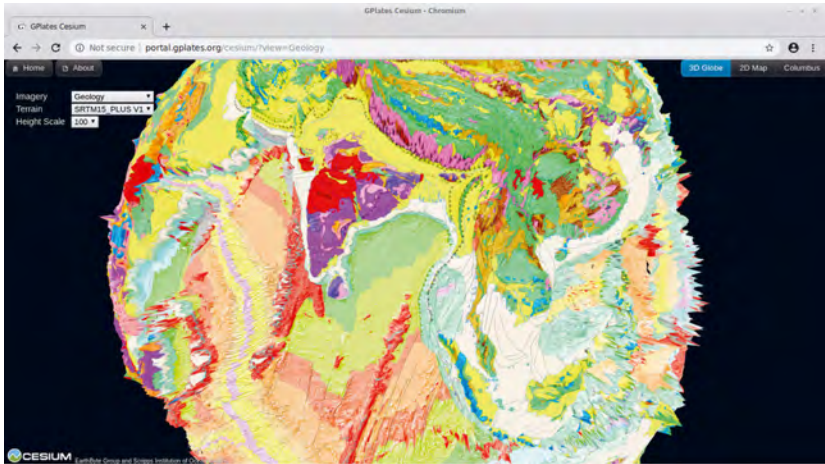 GPlates Cesium - Chromium
GPlates Cesium × +
Not secure | portal.gplates.org/cesium/?view=Geology
Home About 3D Globe 2D Map Columbus
Imagery Geology
Terrain SRTM15_PLUS V1
Height Scale 100
CESIUM EarthByte Group and Scripps Institution of Oc